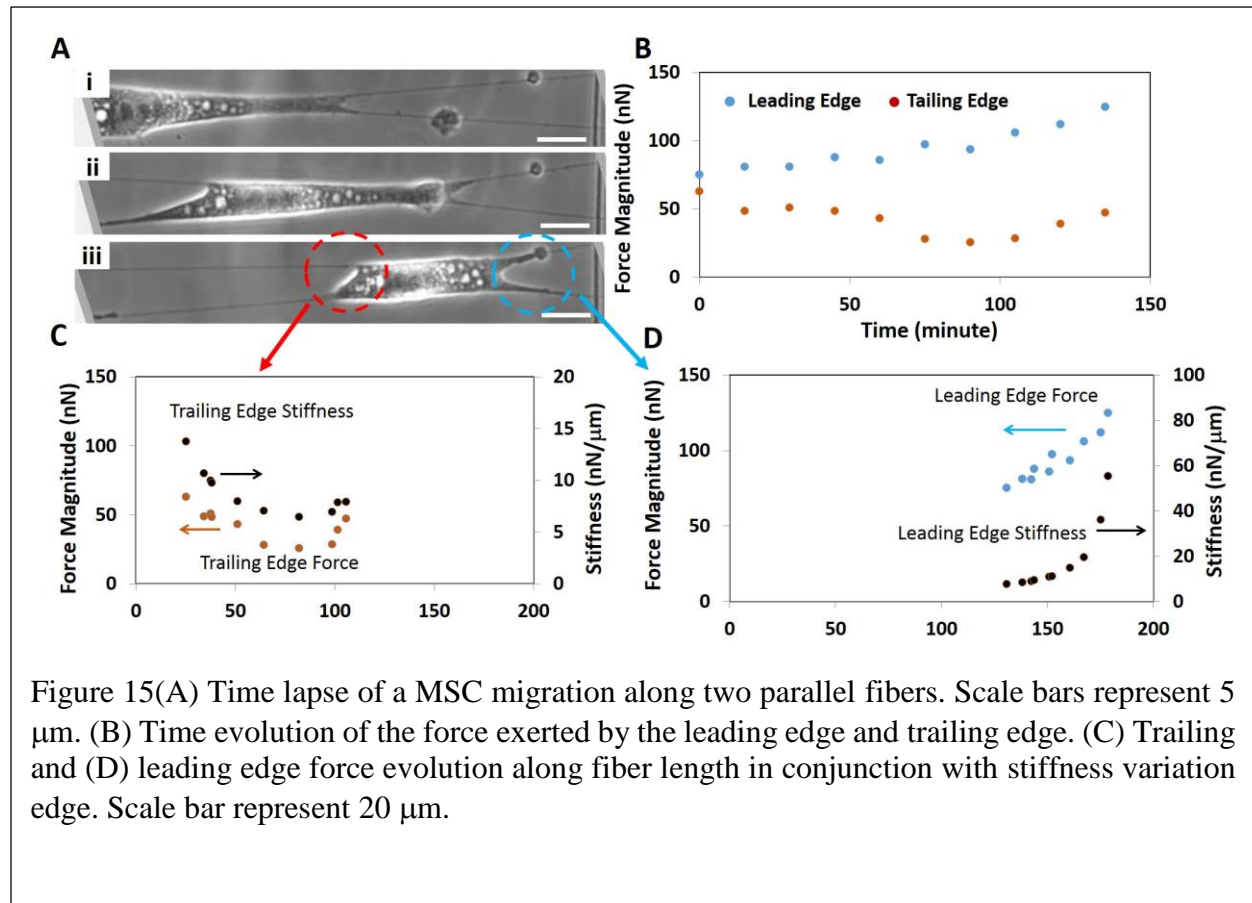 A
i
ii
iii
B
150
100
50
0
Force Magnitude (nN)
Leading Edge
Tailing Edge
0
50
100
150
Time (minute)
C
150
100
50
0
Force Magnitude (nN)
Trailing Edge Stiffness
Trailing Edge Force
20
15
10
5
0
Stiffness (nN/μm)
0
50
100
150
200
D
150
100
50
0
Force Magnitude (nN)
Leading Edge Force
Leading Edge Stiffness
100
80
60
40
20
0
Stiffness (nN/μm)
0
50
100
150
200
Figure 15(A) Time lapse of a MSC migration along two parallel fibers. Scale bars represent 5
μm. (B) Time evolution of the force exerted by the leading edge and trailing edge. (C) Trailing
and (D) leading edge force evolution along fiber length in conjunction with stiffness variation
edge. Scale bar represent 20 μm.